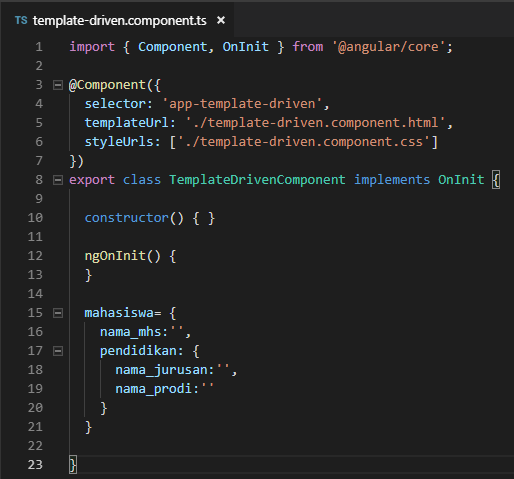 TS template-driven.component.ts ×
1 import { Component, OnInit } from '@angular/core';
2
3 @Component({
4   selector: 'app-template-driven',
5   templateUrl: './template-driven.component.html',
6   styleUrls: ['./template-driven.component.css']
7 })
8 export class TemplateDrivenComponent implements OnInit {
9
10   constructor() { }
11
12   ngOnInit() {
13   }
14
15   mahasiswa= {
16     nama_mhs:'',
17     pendidikan: {
18       nama_jurusan:'',
19       nama_prodi:''
20     }
21   }
22
23 }